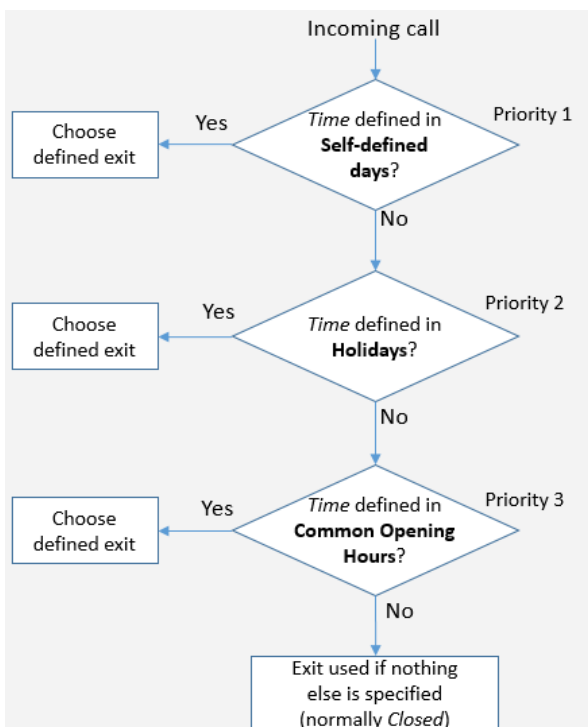 Incoming call
Time defined in
Self-defined
days?
Priority 1
Yes
Choose
defined exit
No
Time defined in
Holidays?
Priority 2
Yes
Choose
defined exit
No
Time defined in
Common Opening
Hours?
Priority 3
Yes
Choose
defined exit
No
Exit used if nothing
else is specified
(normally Closed)